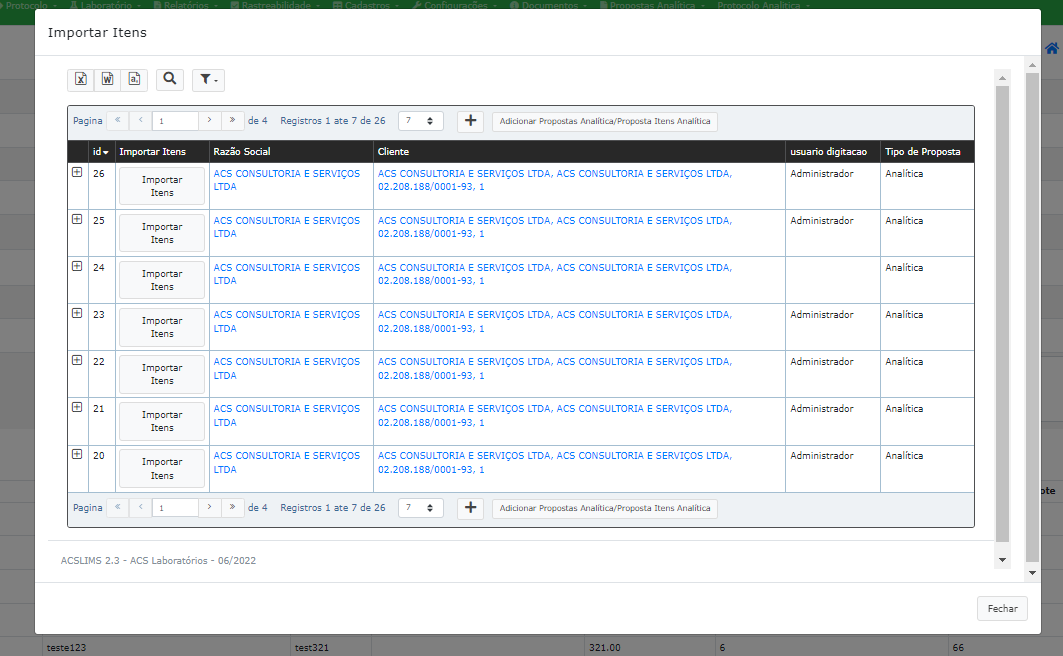 Protocolo Laboratório Relatórios Rastreabilidade Cadastros Configurações Documentos Propostas Analítica Protocolo Analítica
Importar Itens
Pagina « ‹ 1 › » de 4 Registros 1 ate 7 de 26 7 + Adicionar Propostas Analítica/Proposta Itens Analítica
id Importar Itens Razão Social Cliente usuario digitacao Tipo de Proposta
26 Importar Itens ACS CONSULTORIA E SERVIÇOS LTDA ACS CONSULTORIA E SERVIÇOS LTDA, ACS CONSULTORIA E SERVIÇOS LTDA, 02.208.188/0001-93, 1 Administrador Analítica
25 Importar Itens ACS CONSULTORIA E SERVIÇOS LTDA ACS CONSULTORIA E SERVIÇOS LTDA, ACS CONSULTORIA E SERVIÇOS LTDA, 02.208.188/0001-93, 1 Administrador Analítica
24 Importar Itens ACS CONSULTORIA E SERVIÇOS LTDA ACS CONSULTORIA E SERVIÇOS LTDA, ACS CONSULTORIA E SERVIÇOS LTDA, 02.208.188/0001-93, 1 Analítica
23 Importar Itens ACS CONSULTORIA E SERVIÇOS LTDA ACS CONSULTORIA E SERVIÇOS LTDA, ACS CONSULTORIA E SERVIÇOS LTDA, 02.208.188/0001-93, 1 Administrador Analítica
22 Importar Itens ACS CONSULTORIA E SERVIÇOS LTDA ACS CONSULTORIA E SERVIÇOS LTDA, ACS CONSULTORIA E SERVIÇOS LTDA, 02.208.188/0001-93, 1 Administrador Analítica
21 Importar Itens ACS CONSULTORIA E SERVIÇOS LTDA ACS CONSULTORIA E SERVIÇOS LTDA, ACS CONSULTORIA E SERVIÇOS LTDA, 02.208.188/0001-93, 1 Administrador Analítica
20 Importar Itens ACS CONSULTORIA E SERVIÇOS LTDA ACS CONSULTORIA E SERVIÇOS LTDA, ACS CONSULTORIA E SERVIÇOS LTDA, 02.208.188/0001-93, 1 Administrador Analítica
Pagina « ‹ 1 › » de 4 Registros 1 ate 7 de 26 7 + Adicionar Propostas Analítica/Proposta Itens Analítica
ACSLIMS 2.3 - ACS Laboratórios - 06/2022
Fechar
teste123 test321 321.00 6 66